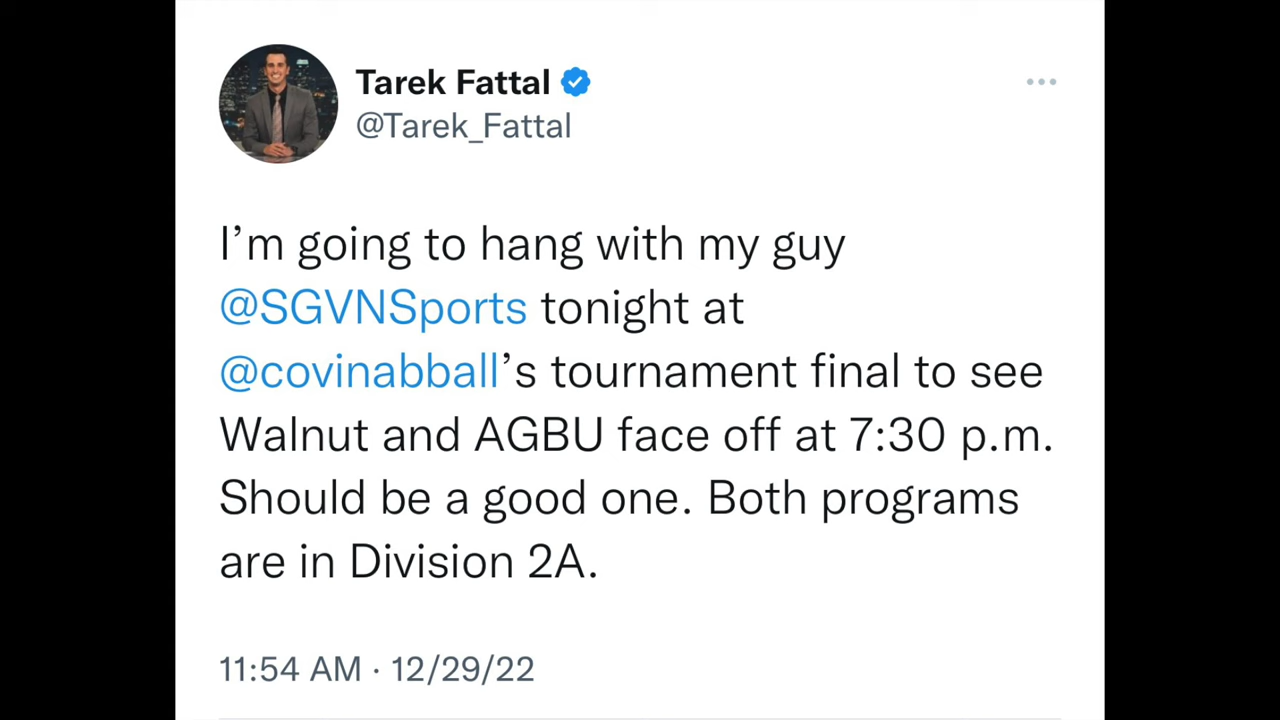 Tarek Fattal
@Tarek_Fattal
I’m going to hang with my guy
@SGVNSports tonight at
@covinabball’s tournament final to see
Walnut and AGBU face off at 7:30 p.m.
Should be a good one. Both programs
are in Division 2A.
11:54 AM · 12/29/22